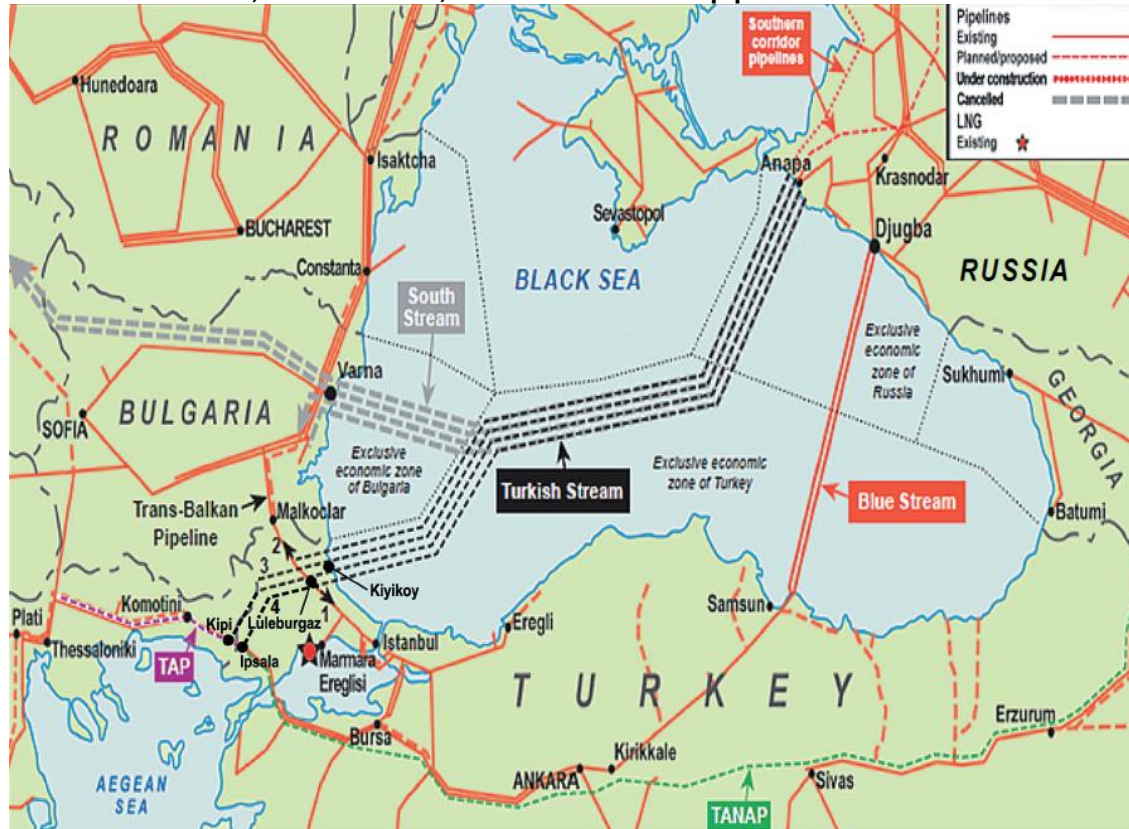 Pipelines
Existing
Planned/proposed
Under construction
Cancelled
LNG
Existing
Southern
corridor
pipelines
Hunedoara
ROMANIA
Isaktcha
Anapa
Krasnodar
Sevastopol
BUCHAREST
Djugba
Constanta
BLACK SEA
RUSSIA
South
Stream
Exclusive
economic
zone of
Russia
Varna
Sukhumi
GEORGIA
BULGARIA
SOFIA
Exclusive
economic zone
of Bulgaria
Exclusive economic
zone of Turkey
Turkish Stream
Blue Stream
Trans-Balkan
Pipeline
Malkoclar
Batumi
2
3
Kiyikoy
4
1
Komotini
Luleburgaz
Samsun
Plati
Kipi
Eregli
Istanbul
Thessaloniki
TAP
Ipsala
Marmara
Ereglisi
TURKEY
Bursa
Erzurum
Kirikkale
AEGEAN
SEA
ANKARA
Sivas
TANAP